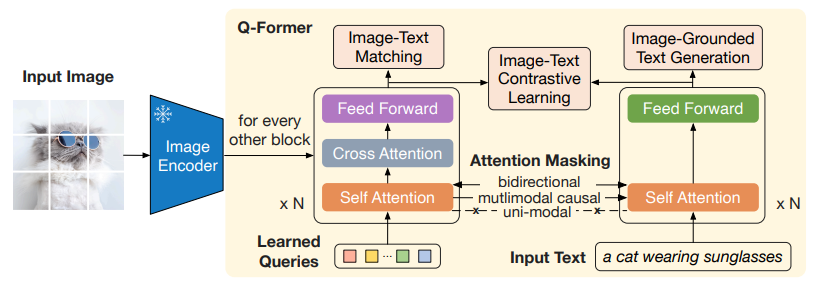 Q-Former
Image-Text
Matching
Image-Text
Contrastive
Learning
Image-Grounded
Text Generation
Input Image
Image
Encoder
for every
other block
Feed Forward
Cross Attention
Self Attention
x N
Attention Masking
bidirectional
mutlimodal causal
uni-modal
x
x
Feed Forward
Self Attention
x N
Learned
Queries
...
Input Text
a cat wearing sunglasses